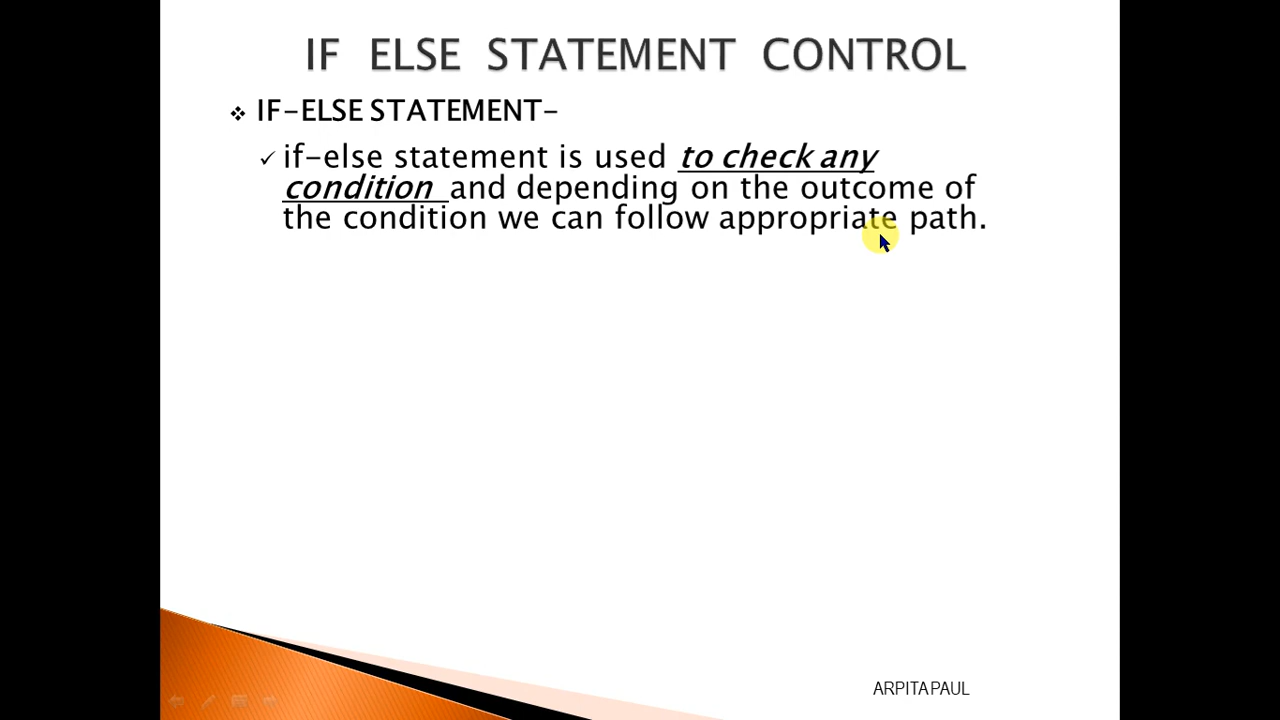 IF ELSE STATEMENT CONTROL
IF-ELSE STATEMENT-
if-else statement is used to check any
condition and depending on the outcome of
the condition we can follow appropriate path.
ARPITA PAUL